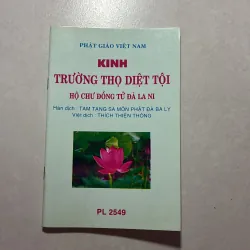 PHẬT GIÁO VIỆT NAM
KINH
TRƯỜNG THỌ DIỆT TỘI
HỘ CHƯ ĐỒNG TỬ ĐÀ LA NI
Hán dịch : TAM TẠNG SA MÔN PHẬT ĐÀ BA LỴ
Việt dịch : THÍCH THIỆN THÔNG
PL 2549